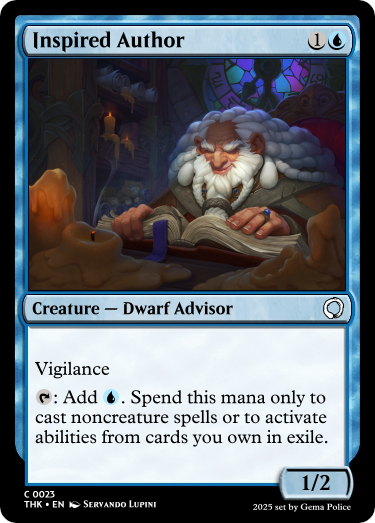 Inspired Author 1
Creature — Dwarf Advisor
Vigilance
: Add . Spend this mana only to
cast noncreature spells or to activate
abilities from cards you own in exile.
1/2
C 0023
THK • EN Servando Lupini
2025 set by Gema Police